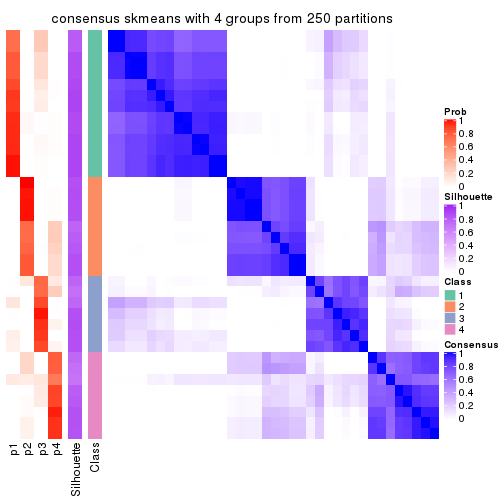 consensus skmeans with 4 groups from 250 partitions
Prob
1
0.8
0.6
0.4
0.2
0
Silhouette
1
0.8
0.6
0.4
0.2
0
Class
1
2
3
4
Consensus
1
0.8
0.6
0.4
0.2
0
p1
p2
p3
p4
Silhouette
Class